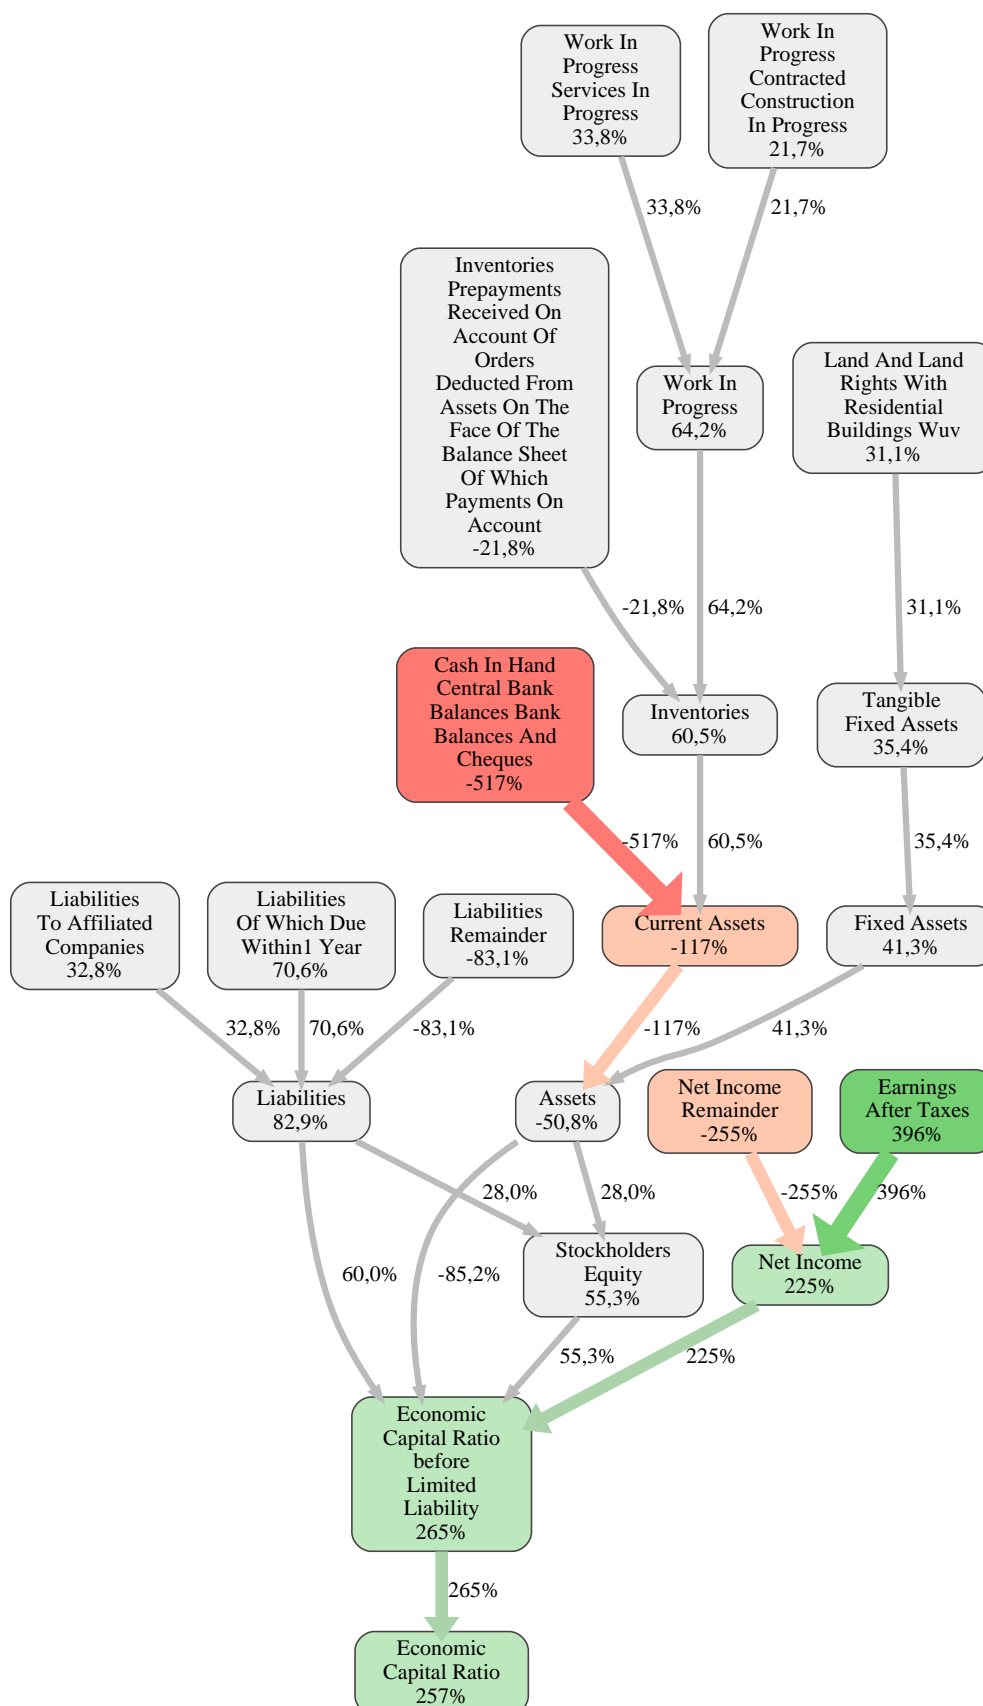 Work In
Progress
Services In
Progress
33,8%
Work In
Progress
Contracted
Construction
In Progress
21,7%
33,8%
21,7%
Inventories
Prepayments
Received On
Account Of
Orders
Deducted From
Assets On The
Face Of The
Balance Sheet
Of Which
Payments On
Account
-21,8%
Work In
Progress
64,2%
Land And Land
Rights With
Residential
Buildings Wuv
31,1%
-21,8%
64,2%
31,1%
Cash In Hand
Central Bank
Balances Bank
Balances And
Cheques
-517%
Inventories
60,5%
Tangible
Fixed Assets
35,4%
-517%
60,5%
35,4%
Liabilities
To Affiliated
Companies
32,8%
Liabilities
Of Which Due
Within1 Year
70,6%
Liabilities
Remainder
-83,1%
Current Assets
-117%
Fixed Assets
41,3%
32,8%
70,6%
-83,1%
-117%
41,3%
Liabilities
82,9%
Assets
-50,8%
Net Income
Remainder
-255%
Earnings
After Taxes
396%
28,0%
28,0%
-255%
396%
Stockholders
Equity
55,3%
Net Income
225%
60,0%
-85,2%
55,3%
225%
Economic
Capital Ratio
before
Limited
Liability
265%
265%
Economic
Capital Ratio
257%